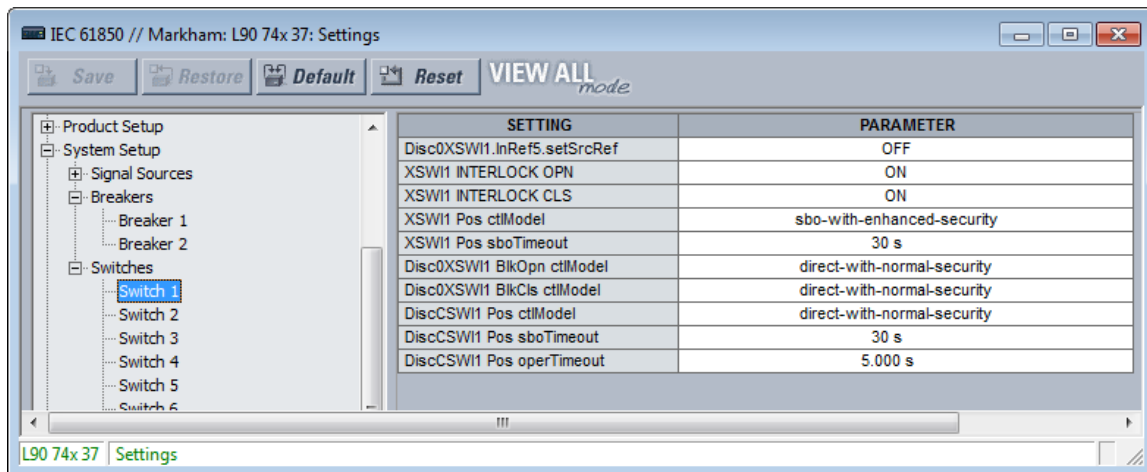 IEC 61850 // Markham: L90 74x 37: Settings
Save Restore Default Reset VIEW ALL mode
Product Setup
System Setup
Signal Sources
Breakers
Breaker 1
Breaker 2
Switches
Switch 1
Switch 2
Switch 3
Switch 4
Switch 5
Switch 6
SETTING PARAMETER
Disc0XSWI1.InRef5.setSrcRef OFF
XSWI1 INTERLOCK OPN ON
XSWI1 INTERLOCK CLS ON
XSWI1 Pos ctlModel sbo-with-enhanced-security
XSWI1 Pos sboTimeout 30 s
Disc0XSWI1 BlkOpn ctlModel direct-with-normal-security
Disc0XSWI1 BlkCls ctlModel direct-with-normal-security
DiscCSWI1 Pos ctlModel direct-with-normal-security
DiscCSWI1 Pos sboTimeout 30 s
DiscCSWI1 Pos operTimeout 5.000 s
L90 74x 37 Settings